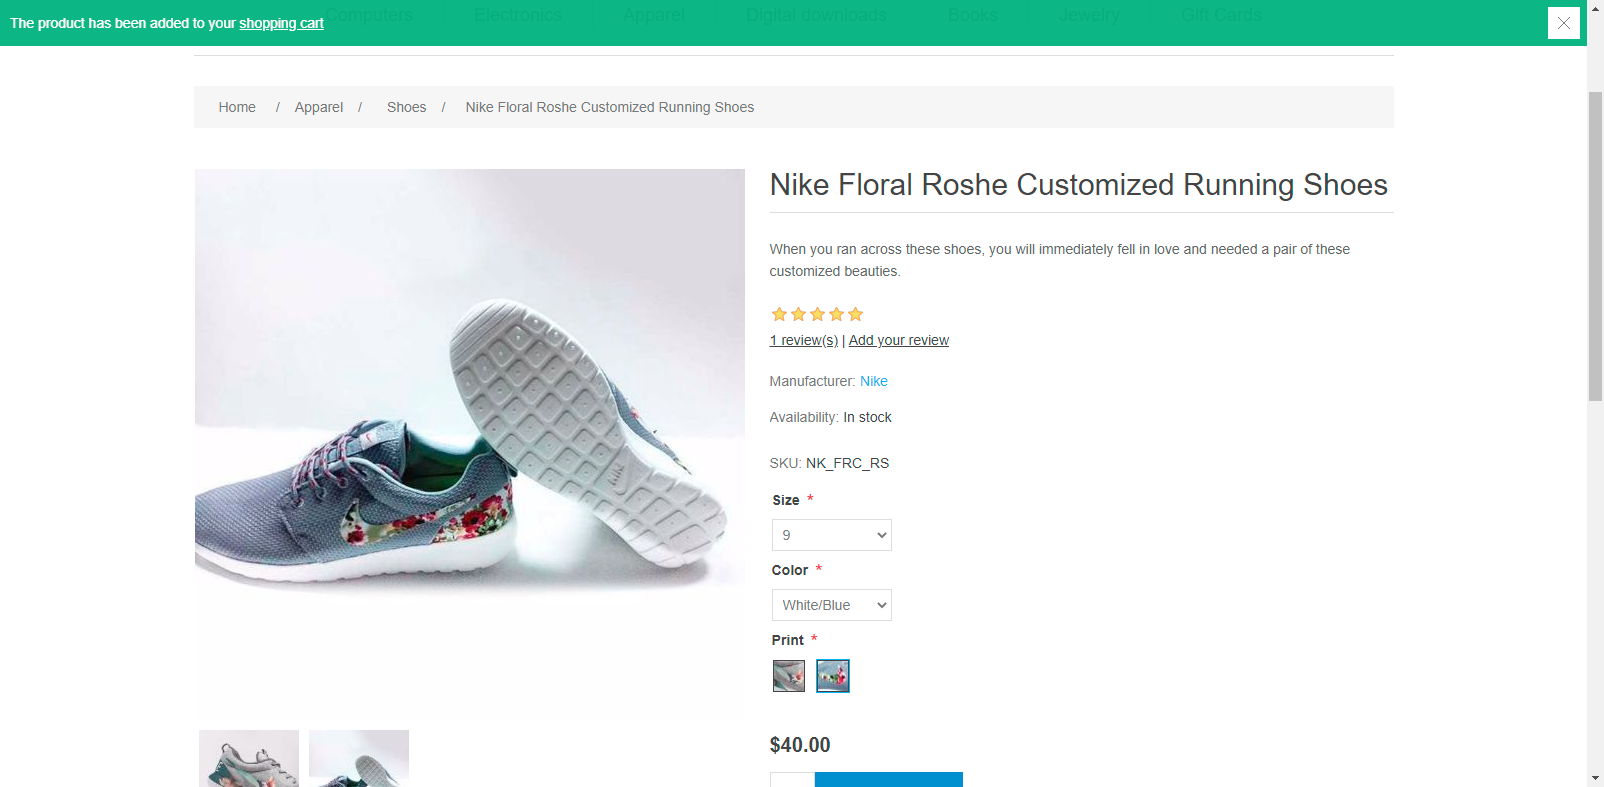 Computers Electronics Apparel Digital downloads Books Jewelry Gift Cards
The product has been added to your shopping cart
Home / Apparel / Shoes / Nike Floral Roshe Customized Running Shoes
Nike Floral Roshe Customized Running Shoes
When you ran across these shoes, you will immediately fell in love and needed a pair of these
customized beauties.
1 review(s) | Add your review
Manufacturer: Nike
Availability: In stock
SKU: NK_FRC_RS
Size *
9
Color *
White/Blue
Print *
$40.00